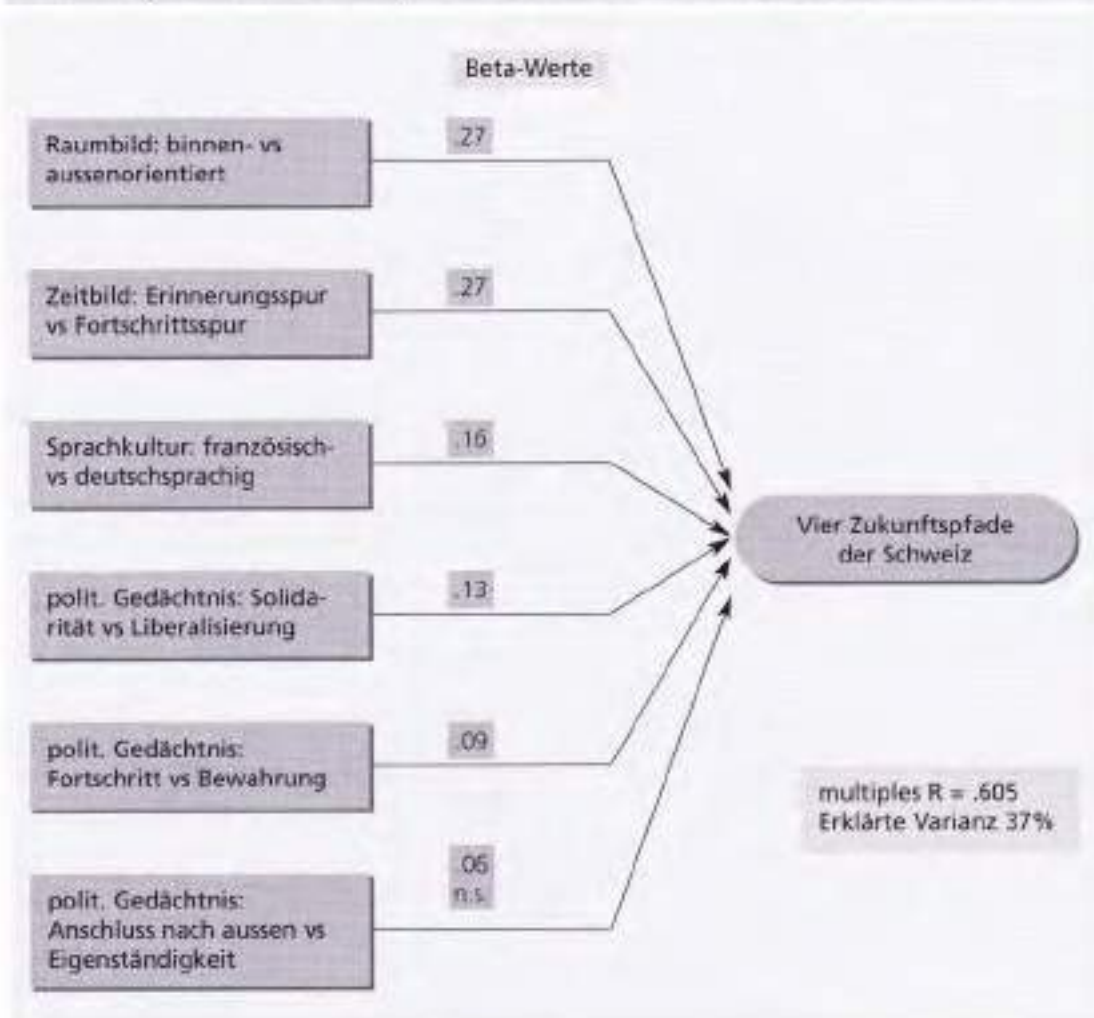 Beta-Werte
Raumbild: binnen- vs
aussenorientiert
.27
Zeitbild: Erinnerungsspur
vs Fortschrittsspur
.27
Sprachkultur: französisch-
vs deutschsprachig
.16
polit. Gedächtnis: Solida-
rität vs Liberalisierung
.13
polit. Gedächtnis:
Fortschritt vs Bewahrung
.09
polit. Gedächtnis:
Anschluss nach aussen vs
Eigenständigkeit
.06
n.s.
Vier Zukunftspfade
der Schweiz
multiples R = .605
Erklärte Varianz 37%